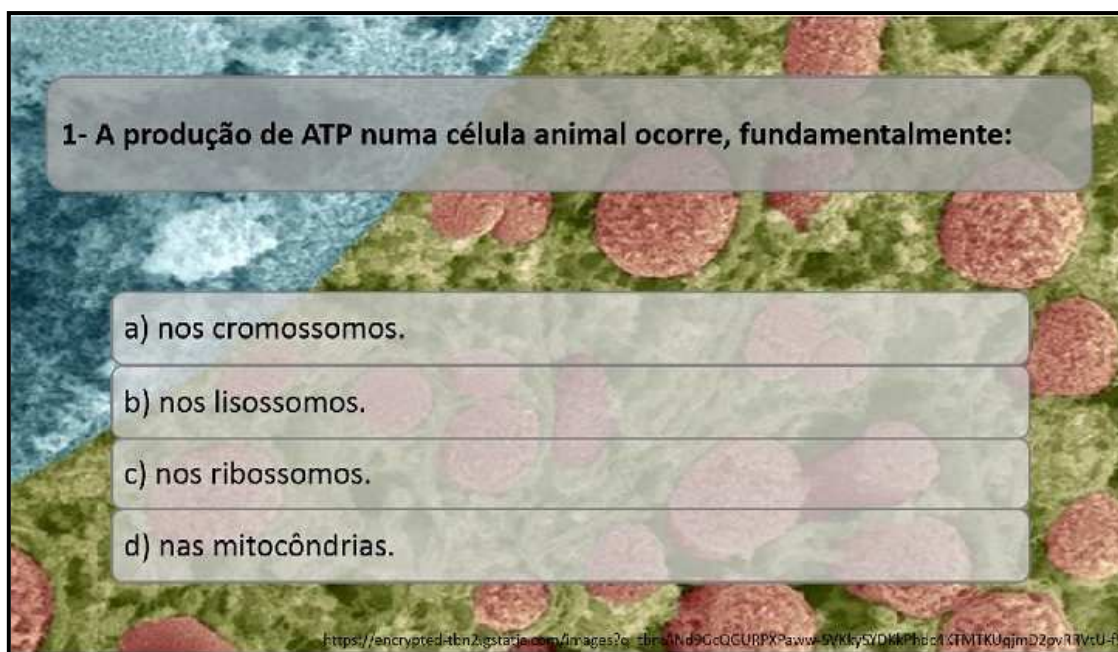 1- A produção de ATP numa célula animal ocorre, fundamentalmente:
a) nos cromossomos.
b) nos lisossomos.
c) nos ribossomos.
d) nas mitocôndrias.